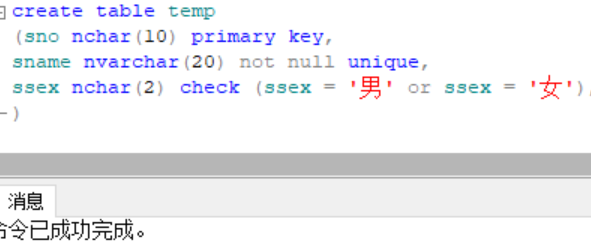 create table temp
(sno nchar(10) primary key,
sname nvarchar(20) not null unique,
ssex nchar(2) check (ssex = '男' or ssex = '女'),
)
消息
命令已成功完成。